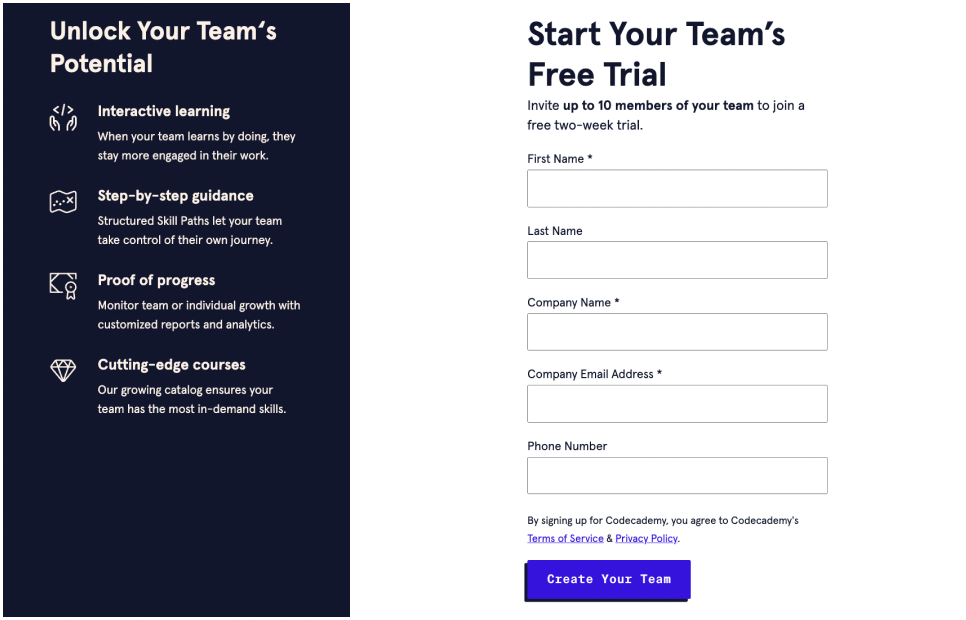 Unlock Your Team‘s
Potential
Interactive learning
When your team learns by doing, they
stay more engaged in their work.
Step-by-step guidance
Structured Skill Paths let your team
take control of their own journey.
Proof of progress
Monitor team or individual growth with
customized reports and analytics.
Cutting-edge courses
Our growing catalog ensures your
team has the most in-demand skills.
Start Your Team’s
Free Trial
Invite up to 10 members of your team to join a
free two-week trial.
First Name *
Last Name
Company Name *
Company Email Address *
Phone Number
By signing up for Codecademy, you agree to Codecademy's
Terms of Service & Privacy Policy.
Create Your Team